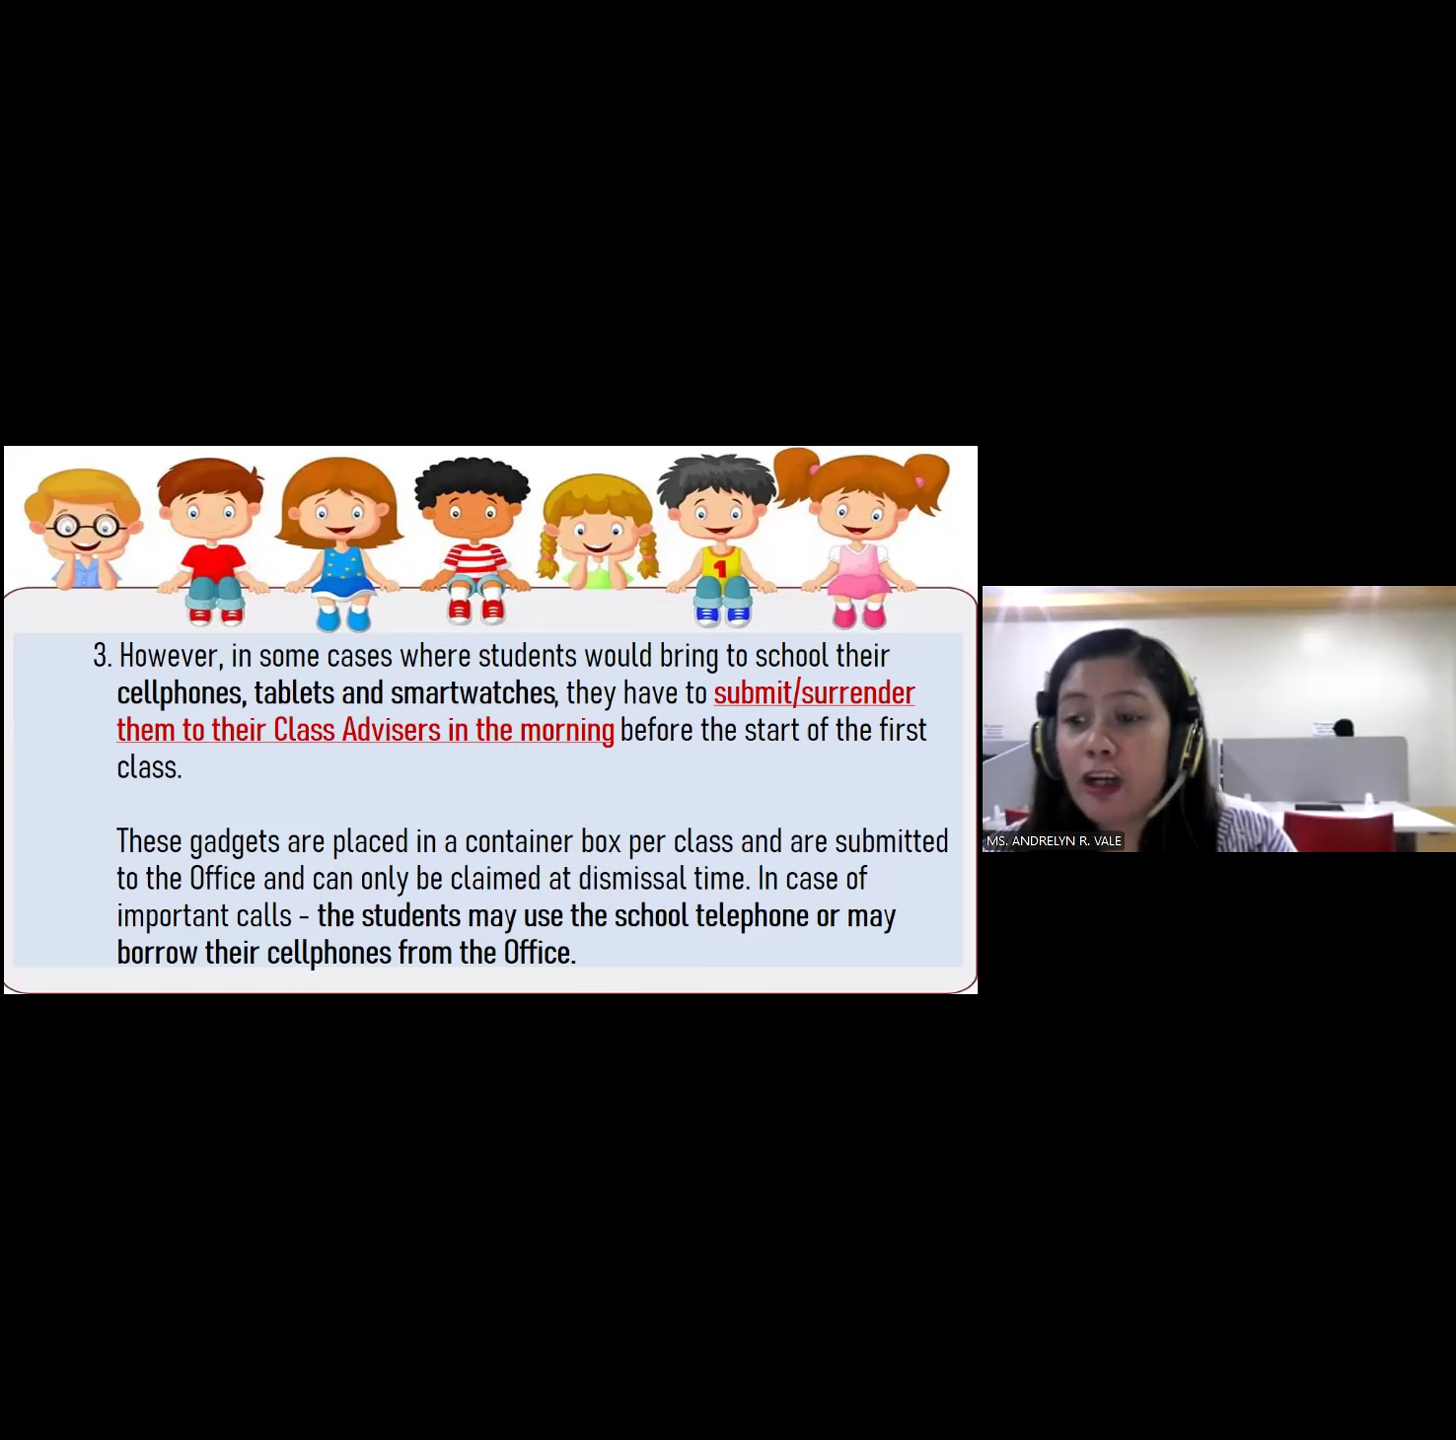 1
3. However, in some cases where students would bring to school their
cellphones, tablets and smartwatches, they have to submit/surrender
them to their Class Advisers in the morning before the start of the first
class.
These gadgets are placed in a container box per class and are submitted
to the Office and can only be claimed at dismissal time. In case of
important calls - the students may use the school telephone or may
borrow their cellphones from the Office.
MS. ANDRELYN R. VALE